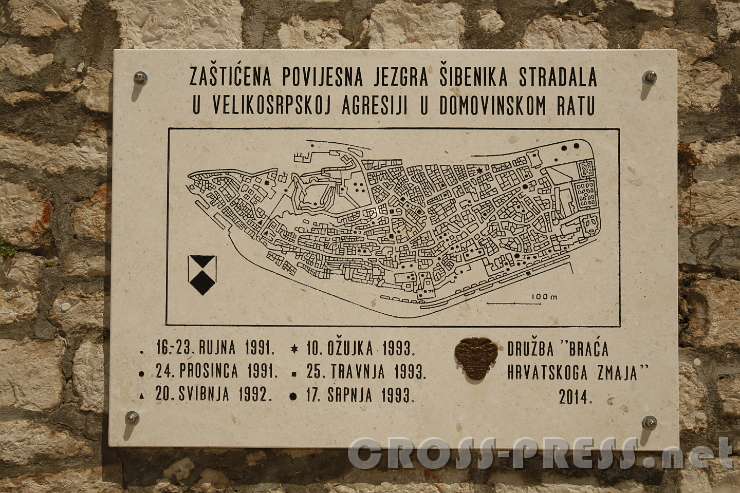 ZAŠTIĆENA POVIJESNA JEZGRA ŠIBENIKA STRADALA
U VELIKOSRPSKOJ AGRESIJI U DOMOVINSKOM RATU
100 m
16.-23. RUJNA 1991.
24. PROSINCA 1991.
20. SVIBNJA 1992.
10. OŽUJKA 1993.
25. TRAVNJA 1993.
17. SRPNJA 1993.
DRUŽBA "BRAĆA
HRVATSKOGA ZMAJA"
2014.
CROSS-PRESS.net